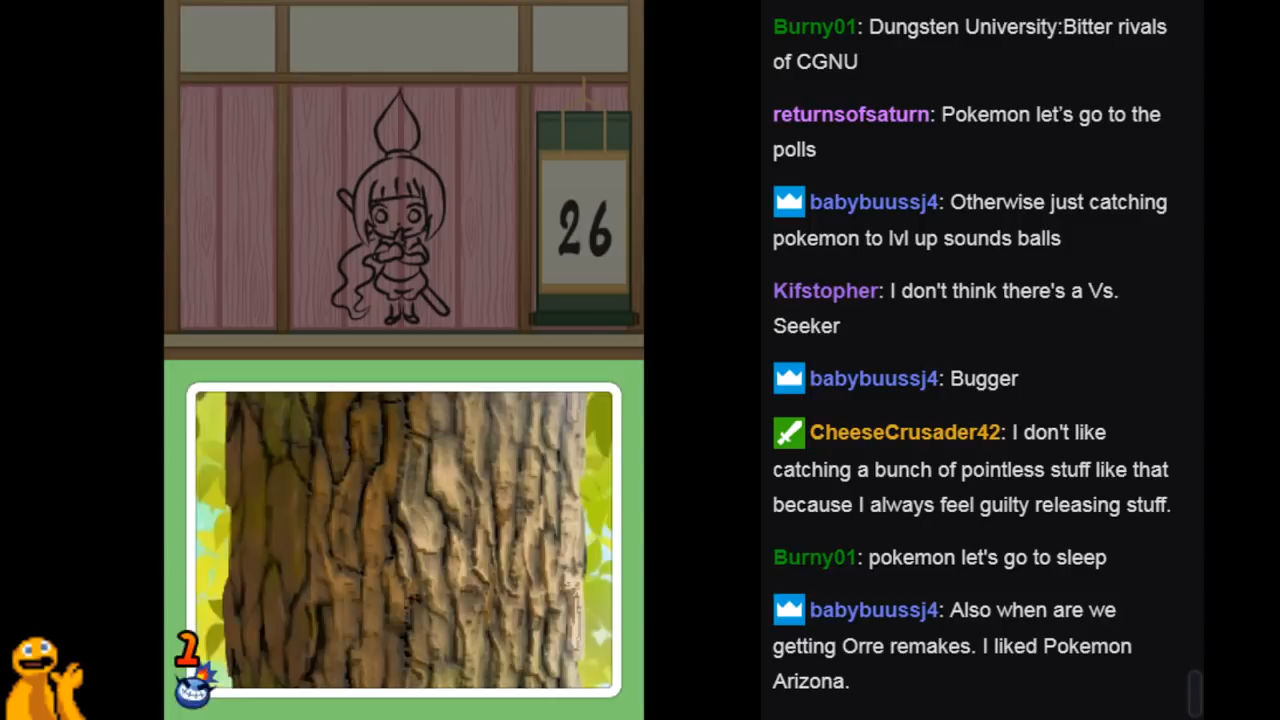 26
1
Burny01: Dungsten University:Bitter rivals
of CGNU
returnsofsaturn: Pokemon let's go to the
polls
babybuussj4: Otherwise just catching
pokemon to lvl up sounds balls
Kifstopher: I don't think there's a Vs.
Seeker
babybuussj4: Bugger
CheeseCrusader42: I don't like
catching a bunch of pointless stuff like that
because I always feel guilty releasing stuff.
Burny01: pokemon let's go to sleep
babybuussj4: Also when are we
getting Orre remakes. I liked Pokemon
Arizona.